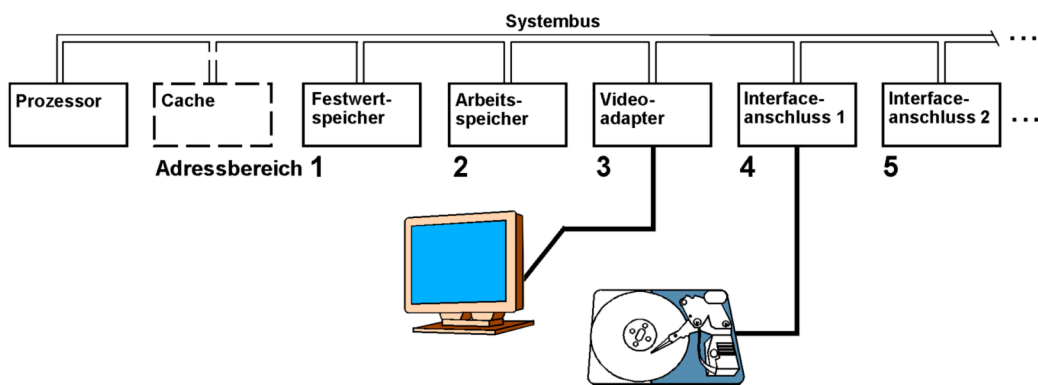 Systembus
...
Prozessor
Cache
Festwert-
speicher
Arbeits-
speicher
Video-
adapter
Interface-
anschluss 1
Interface-
anschluss 2
...
Adressbereich 1
2
3
4
5